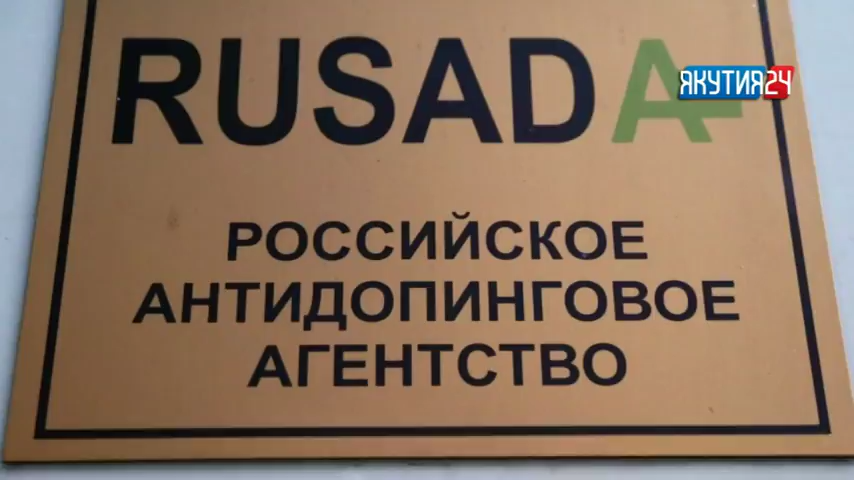 RUSADA
ЯКУТИЯ24
РОССИЙСКОЕ
АНТИДОПИНГОВОЕ
АГЕНТСТВО